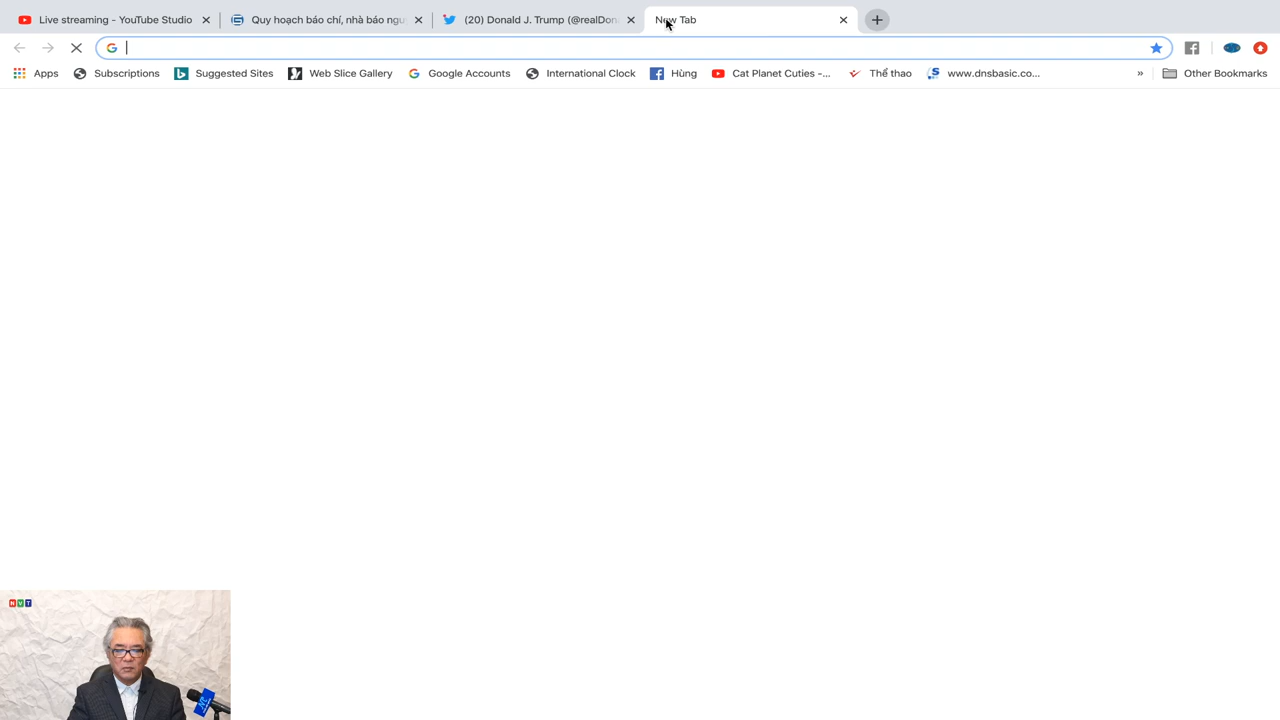 Live streaming - YouTube Studio
Quy hoạch báo chí, nhà báo ngu
(20) Donald J. Trump (@realDon
New Tab
Apps
Subscriptions
Suggested Sites
Web Slice Gallery
Google Accounts
International Clock
Hùng
Cat Planet Cuties -...
Thể thao
www.dnsbasic.co...
»
Other Bookmarks
NVT